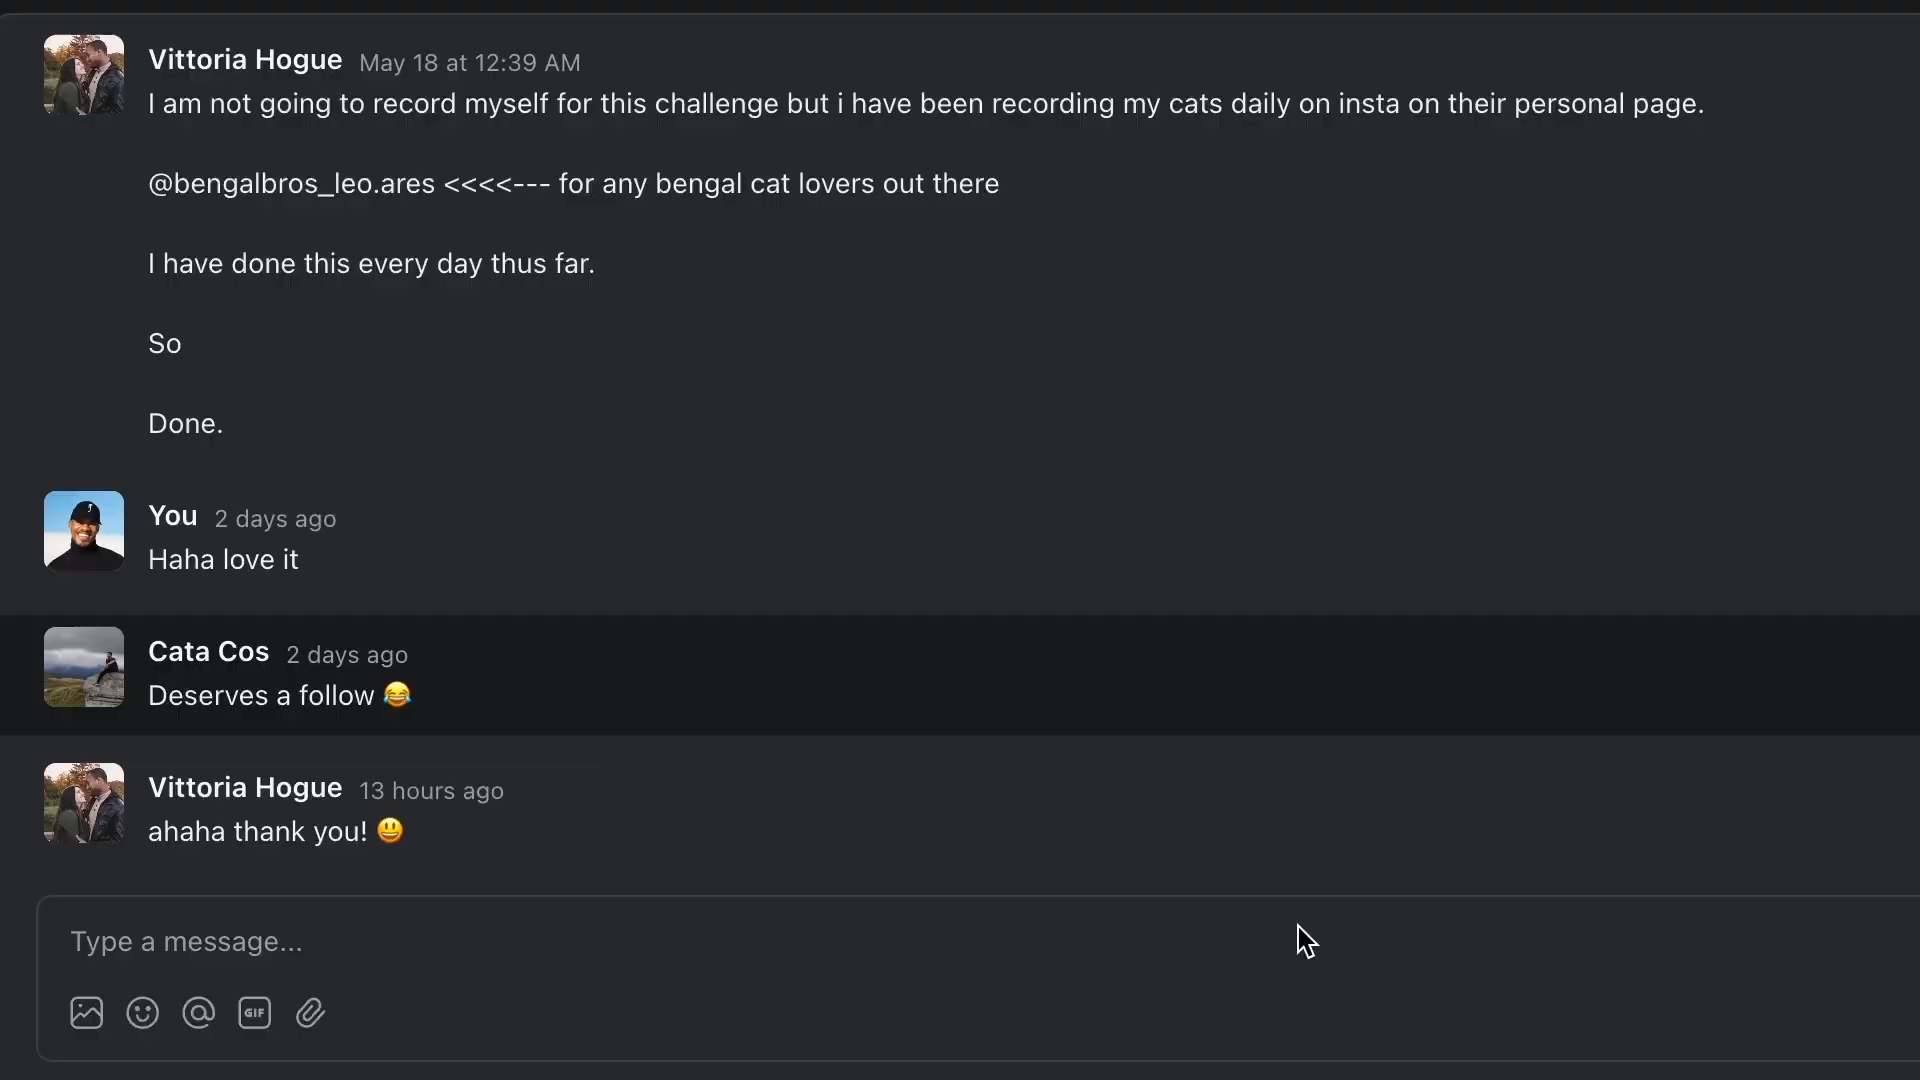 Vittoria Hogue May 18 at 12:39 AM
I am not going to record myself for this challenge but i have been recording my cats daily on insta on their personal page.
@bengalbros_leo.ares <<<<--- for any bengal cat lovers out there
I have done this every day thus far.
So
Done.
You 2 days ago
Haha love it
Cata Cos 2 days ago
Deserves a follow 😂
Vittoria Hogue 13 hours ago
ahaha thank you! 😃
Type a message...
GIF